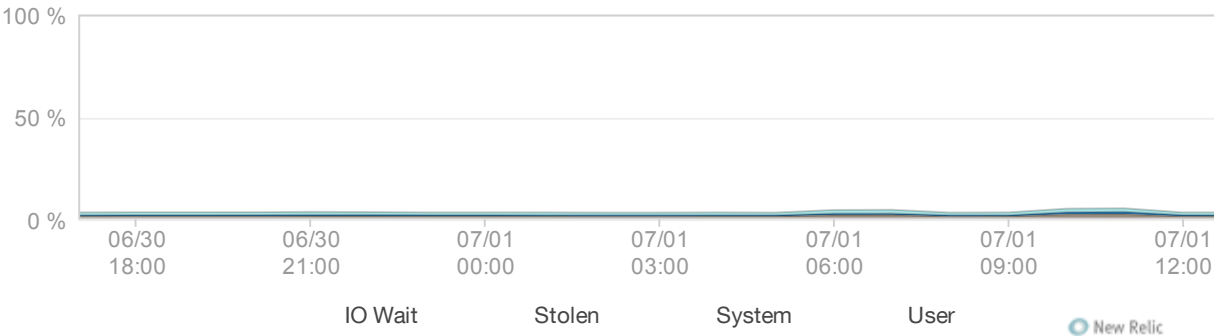 100 %
50 %
0 %
06/30 06/30 07/01 07/01 07/01 07/01 07/01
18:00 21:00 00:00 03:00 06:00 09:00 12:00
IO Wait Stolen System User
New Relic